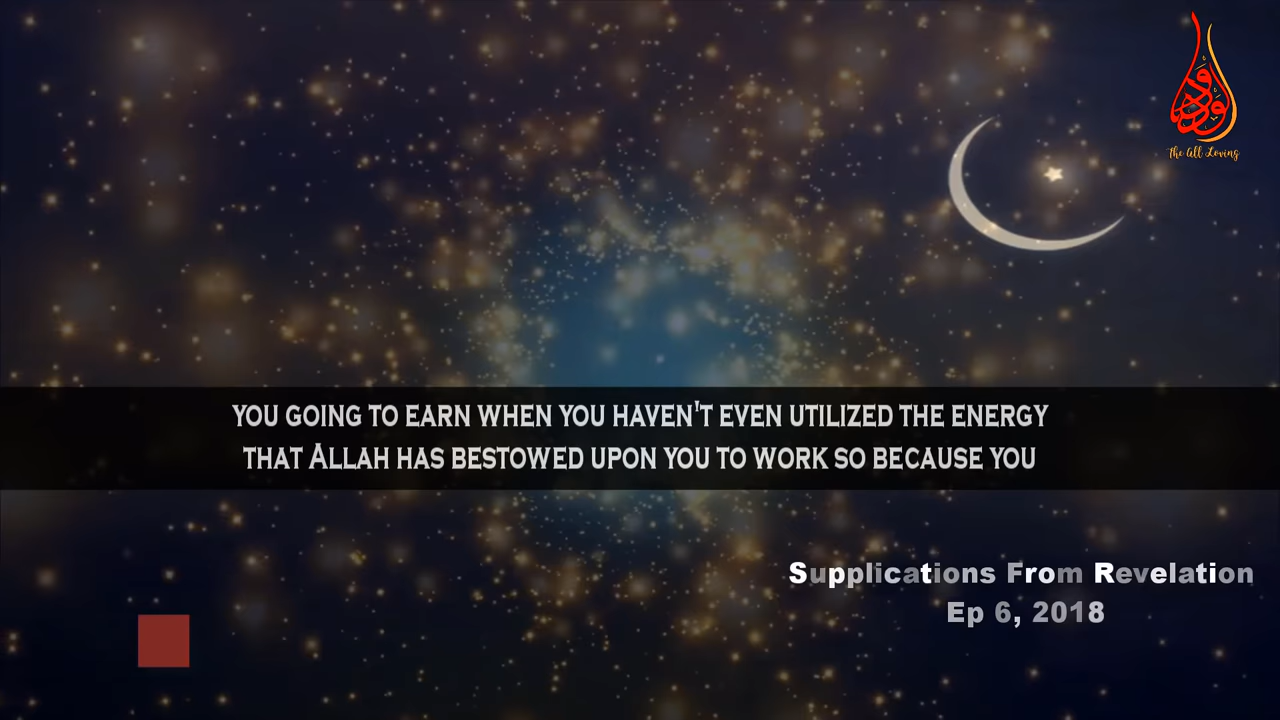 الودود
The All Loving
YOU GOING TO EARN WHEN YOU HAVEN'T EVEN UTILIZED THE ENERGY
THAT ALLAH HAS BESTOWED UPON YOU TO WORK SO BECAUSE YOU
Supplications From Revelation
Ep 6, 2018